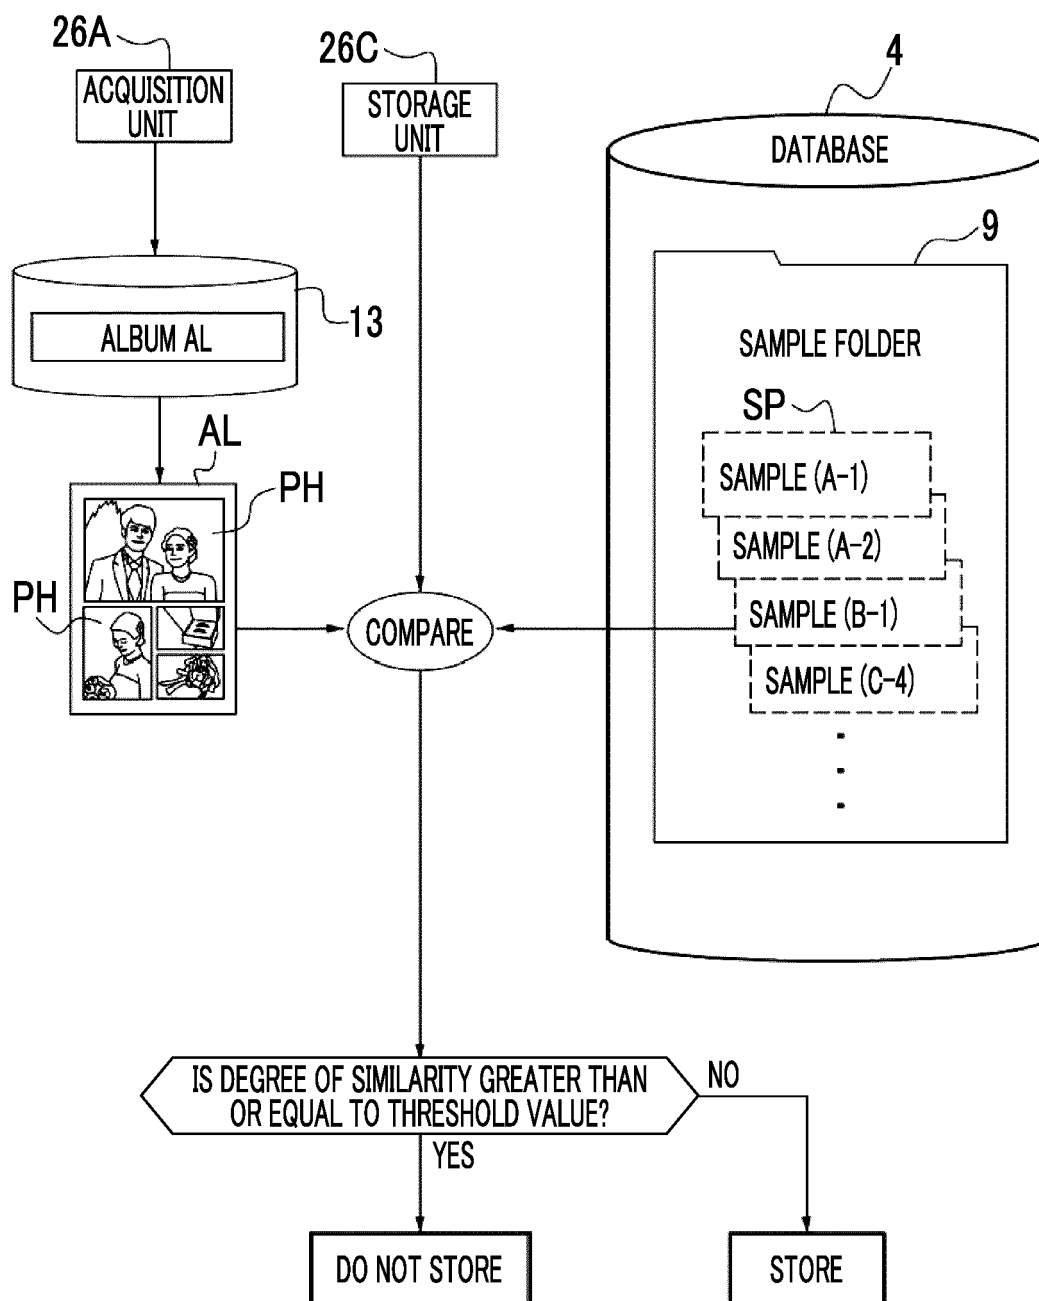 26A
ACQUISITION
UNIT
26C
STORAGE
UNIT
4
DATABASE
9
13
ALBUM AL
SAMPLE FOLDER
SP
AL
PH
SAMPLE (A-1)
SAMPLE (A-2)
PH
SAMPLE (B-1)
COMPARE
SAMPLE (C-4)
IS DEGREE OF SIMILARITY GREATER THAN
OR EQUAL TO THRESHOLD VALUE?
NO
YES
DO NOT STORE
STORE